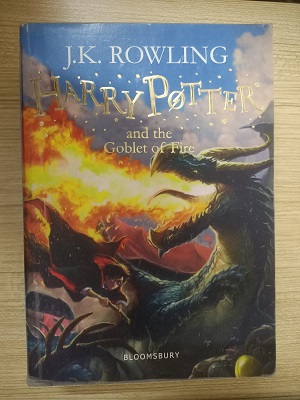 J.K. ROWLING
HARRY POTTER
and the
Goblet of Fire
BLOOMSBURY